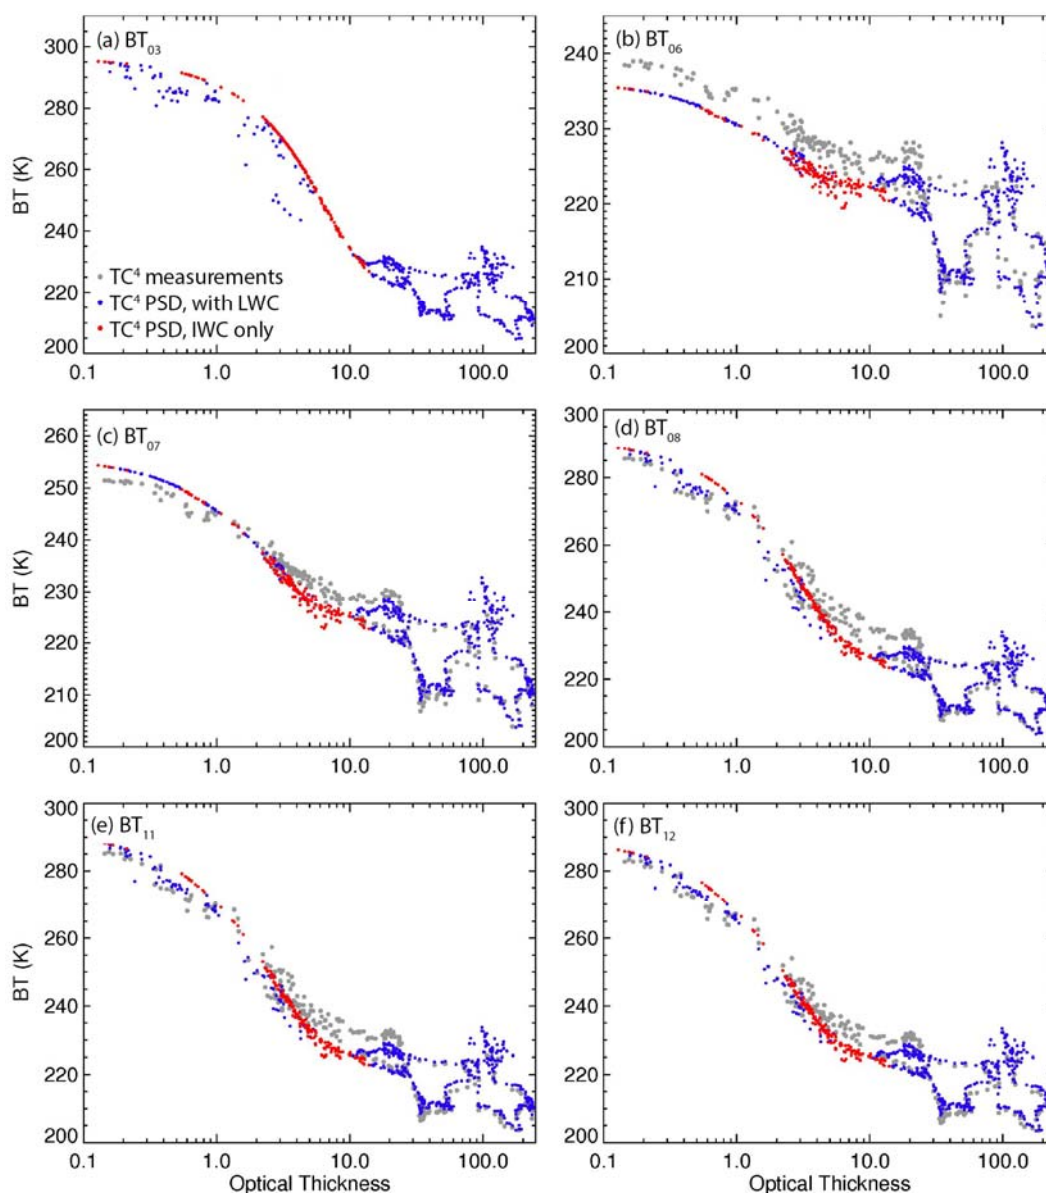 (a) BT03
300
280
260
240
220
200
BT (K)
TC4 measurements
TC4 PSD, with LWC
TC4 PSD, IWC only
0.1 1.0 10.0 100.0
(b) BT06
240
230
220
210
200
0.1 1.0 10.0 100.0
(c) BT07
260
250
240
230
220
210
200
BT (K)
0.1 1.0 10.0 100.0
(d) BT08
300
280
260
240
220
200
0.1 1.0 10.0 100.0
(e) BT11
300
280
260
240
220
200
BT (K)
0.1 1.0 10.0 100.0
Optical Thickness
(f) BT12
300
280
260
240
220
200
0.1 1.0 10.0 100.0
Optical Thickness